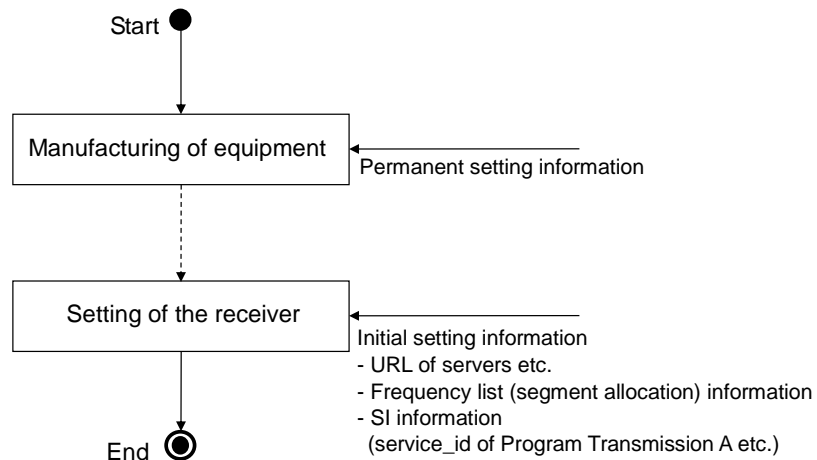 Start
Manufacturing of equipment
Permanent setting information
Setting of the receiver
Initial setting information
- URL of servers etc.
- Frequency list (segment allocation) information
- SI information
(service_id of Program Transmission A etc.)
End